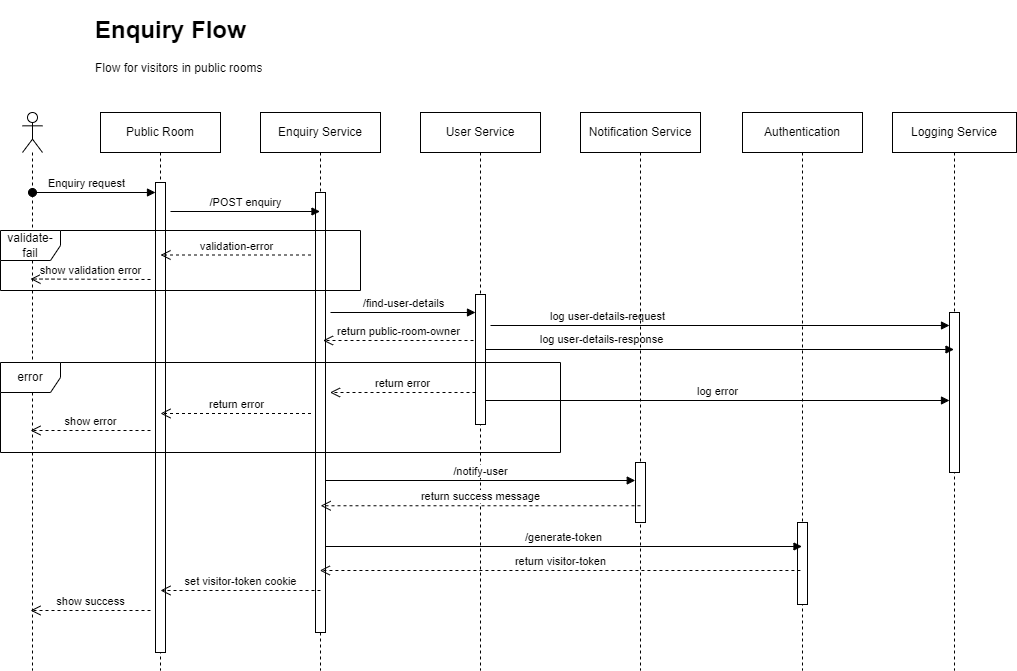 Enquiry Flow
Flow for visitors in public rooms
Public Room
Enquiry Service
User Service
Notification Service
Authentication
Logging Service
Enquiry request
/POST enquiry
validate-
fail
validation-error
show validation error
/find-user-details
log user-details-request
return public-room-owner
log user-details-response
error
return error
log error
return error
show error
/notify-user
return success message
/generate-token
return visitor-token
set visitor-token cookie
show success